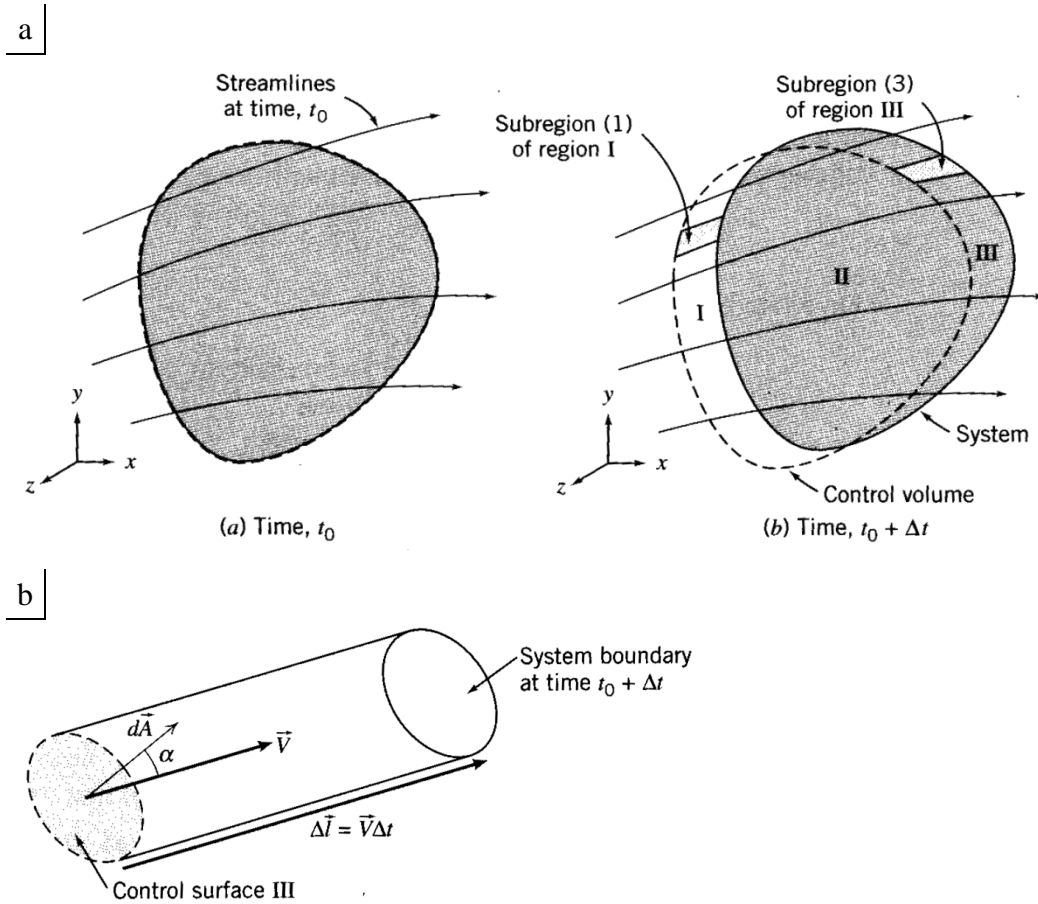 a
Streamlines
at time, t₀
Subregion (1)
of region I
Subregion (3)
of region III
I
II
III
y
x
z
y
x
z
System
Control volume
(a) Time, t₀
(b) Time, t₀ + Δt
b
System boundary
at time t₀ + Δt
dA⃗
α
V⃗
Δl⃗ = V⃗Δt
Control surface III